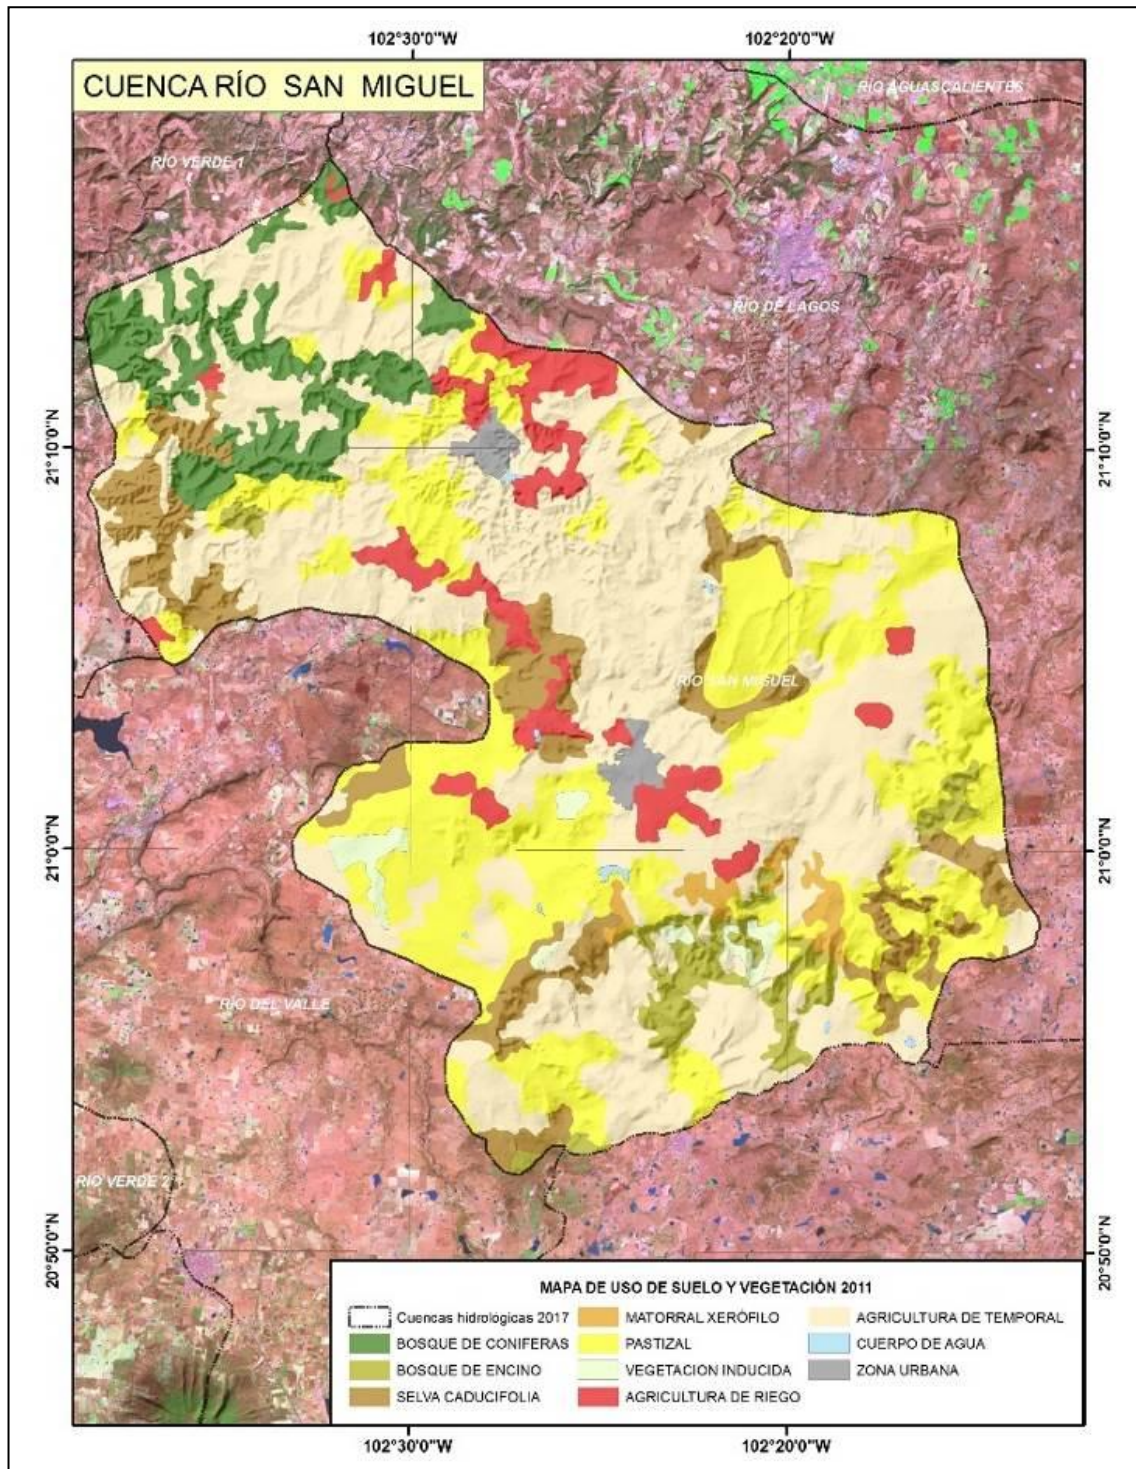 102°30'0"W
102°20'0"W
CUENCA RÍO SAN MIGUEL
RÍO AGUASCALIENTES
RÍO VERDE 1
RÍO DE LAGOS
21°10'0"N
21°10'0"N
RÍO SAN MIGUEL
21°0'0"N
21°0'0"N
RÍO DEL VALLE
RÍO VERDE 2
20°50'0"N
20°50'0"N
MAPA DE USO DE SUELO Y VEGETACIÓN 2011
Cuencas hidrológicas 2017
BOSQUE DE CONIFERAS
BOSQUE DE ENCINO
SELVA CADUCIFOLIA
MATORRAL XERÓFILO
PASTIZAL
VEGETACION INDUCIDA
AGRICULTURA DE RIEGO
AGRICULTURA DE TEMPORAL
CUERPO DE AGUA
ZONA URBANA
102°30'0"W
102°20'0"W